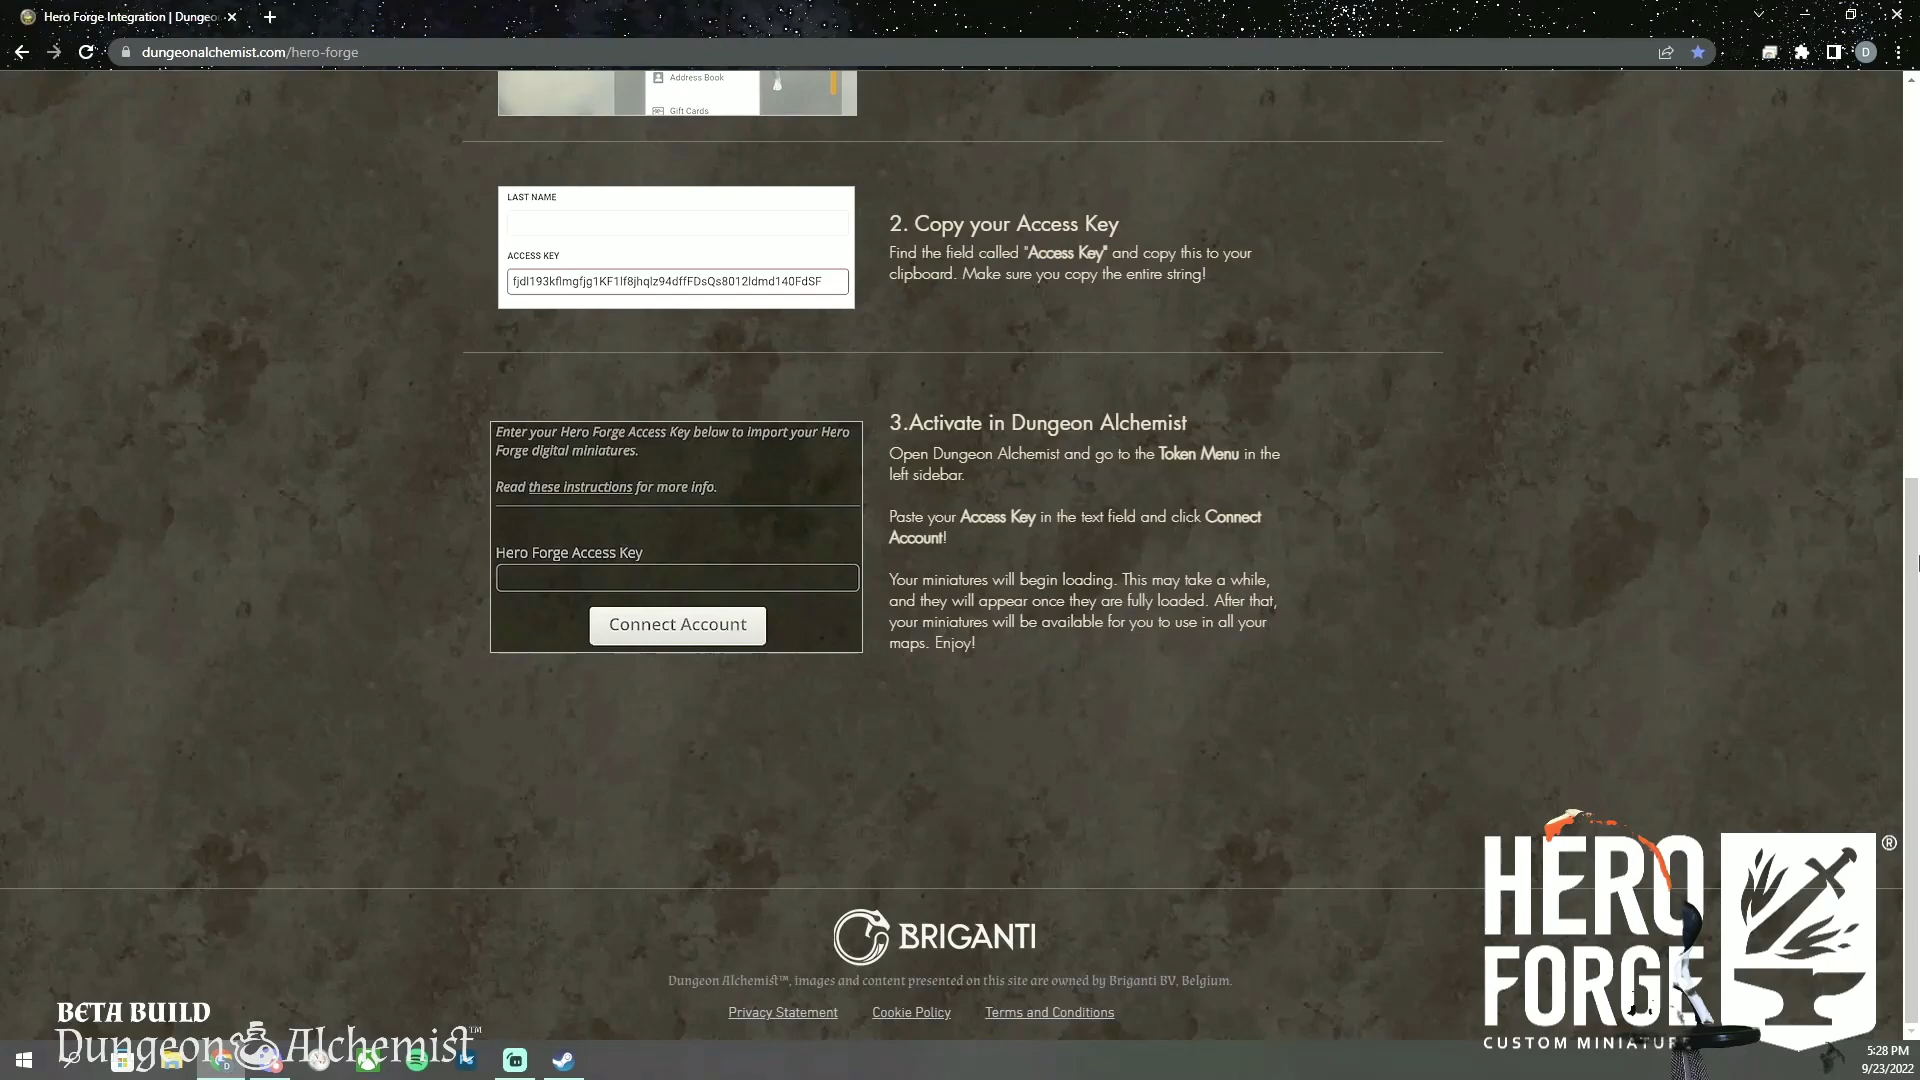 Hero Forge Integration | Dungeo
dungeonalchemist.com/hero-forge
D
Address Book
Gift Cards
LAST NAME
ACCESS KEY
fjdl193kflmgfjg1KF1lf8jhqlz94dffFDsQs8012ldmd140FdSF
2. Copy your Access Key
Find the field called "Access Key" and copy this to your
clipboard. Make sure you copy the entire string!
Enter your Hero Forge Access Key below to import your Hero
Forge digital miniatures.
Read these instructions for more info.
Hero Forge Access Key
Connect Account
3.Activate in Dungeon Alchemist
Open Dungeon Alchemist and go to the Token Menu in the
left sidebar.
Paste your Access Key in the text field and click Connect
Account!
Your miniatures will begin loading. This may take a while,
and they will appear once they are fully loaded. After that,
your miniatures will be available for you to use in all your
maps. Enjoy!
BRIGANTI
Dungeon Alchemist™, images and content presented on this site are owned by Briganti BV, Belgium.
Privacy Statement Cookie Policy Terms and Conditions
BETA BUILD
Dungeon Alchemist™
HERO
FORGE
®
CUSTOM MINIATURE
5:28 PM
9/23/2022